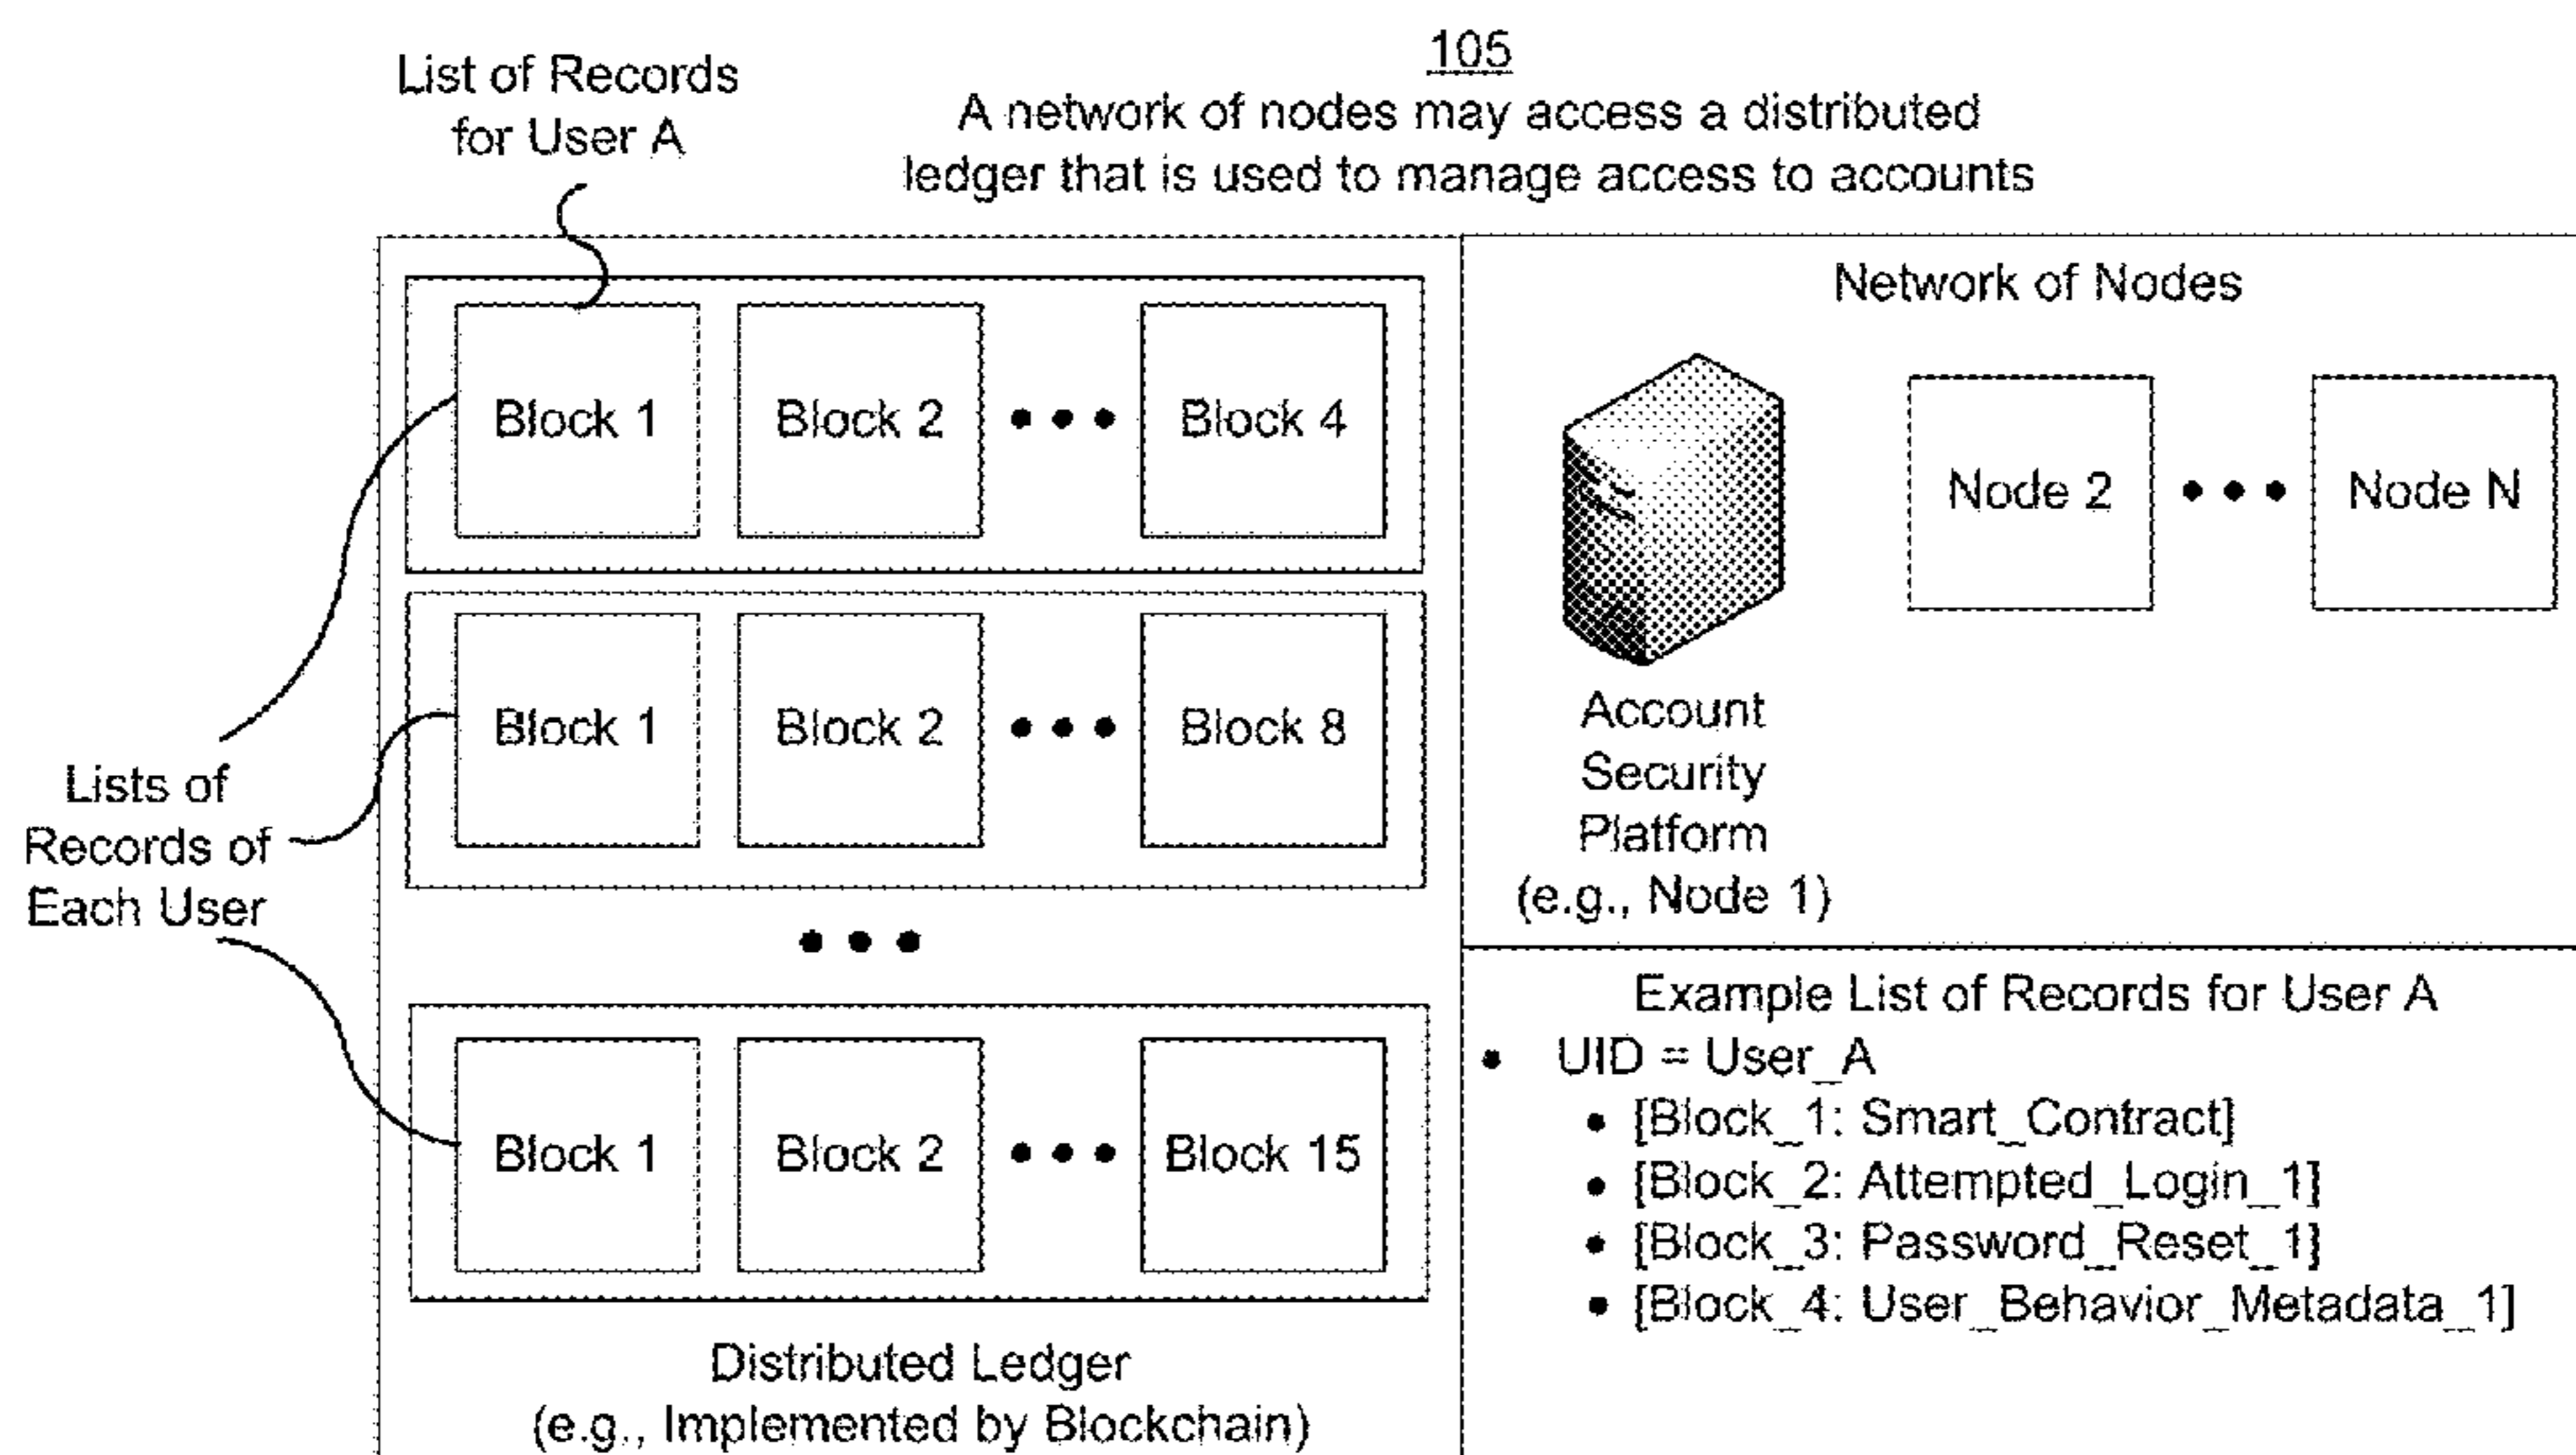 105
A network of nodes may access a distributed
ledger that is used to manage access to accounts
List of Records
for User A
Lists of
Records of
Each User
Block 1
Block 2
Block 4
Block 1
Block 2
Block 8
Block 1
Block 2
Block 15
Distributed Ledger
(e.g., Implemented by Blockchain)
Network of Nodes
Node 2
Node N
Account
Security
Platform
(e.g., Node 1)
Example List of Records for User A
• UID = User_A
• [Block_1: Smart_Contract]
• [Block_2: Attempted_Login_1]
• [Block_3: Password_Reset_1]
• [Block_4: User_Behavior_Metadata_1]